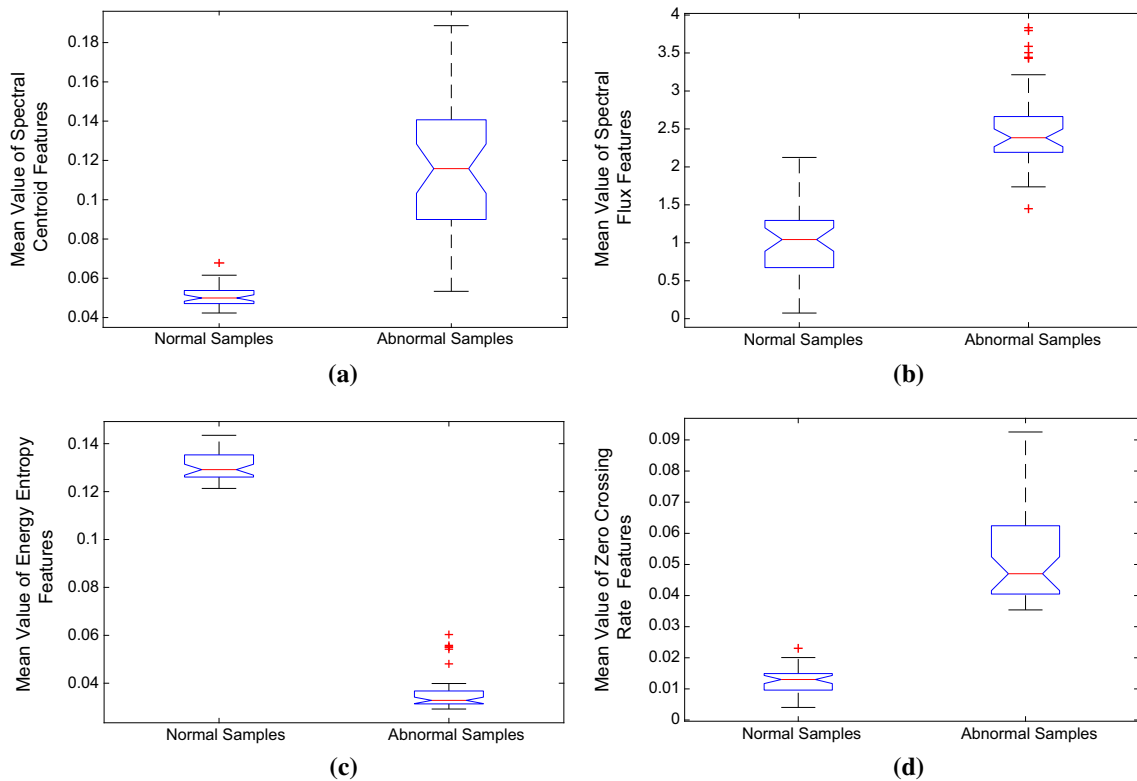 Mean Value of Spectral
Centroid Features
0.18
0.16
0.14
0.12
0.1
0.08
0.06
0.04
Normal Samples
Abnormal Samples
(a)
Mean Value of Spectral
Flux Features
4
3.5
3
2.5
2
1.5
1
0.5
0
Normal Samples
Abnormal Samples
(b)
Mean Value of Energy Entropy
Features
0.14
0.12
0.1
0.08
0.06
0.04
Normal Samples
Abnormal Samples
(c)
Mean Value of Zero Crossing
Rate Features
0.09
0.08
0.07
0.06
0.05
0.04
0.03
0.02
0.01
0
Normal Samples
Abnormal Samples
(d)